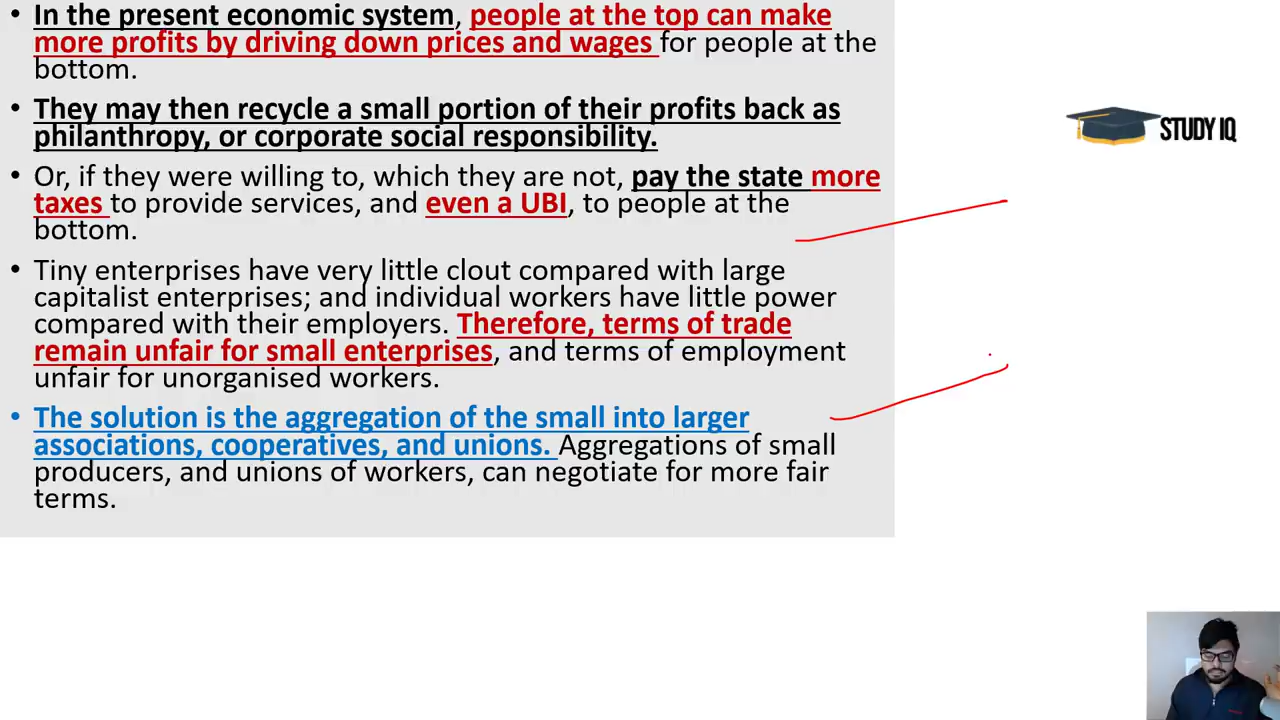 • In the present economic system, people at the top can make
more profits by driving down prices and wages for people at the
bottom.
• They may then recycle a small portion of their profits back as
philanthropy, or corporate social responsibility.
• Or, if they were willing to, which they are not, pay the state more
taxes to provide services, and even a UBI, to people at the
bottom.
• Tiny enterprises have very little clout compared with large
capitalist enterprises; and individual workers have little power
compared with their employers. Therefore, terms of trade
remain unfair for small enterprises, and terms of employment
unfair for unorganised workers.
• The solution is the aggregation of the small into larger
associations, cooperatives, and unions. Aggregations of small
producers, and unions of workers, can negotiate for more fair
terms.
STUDY IQ